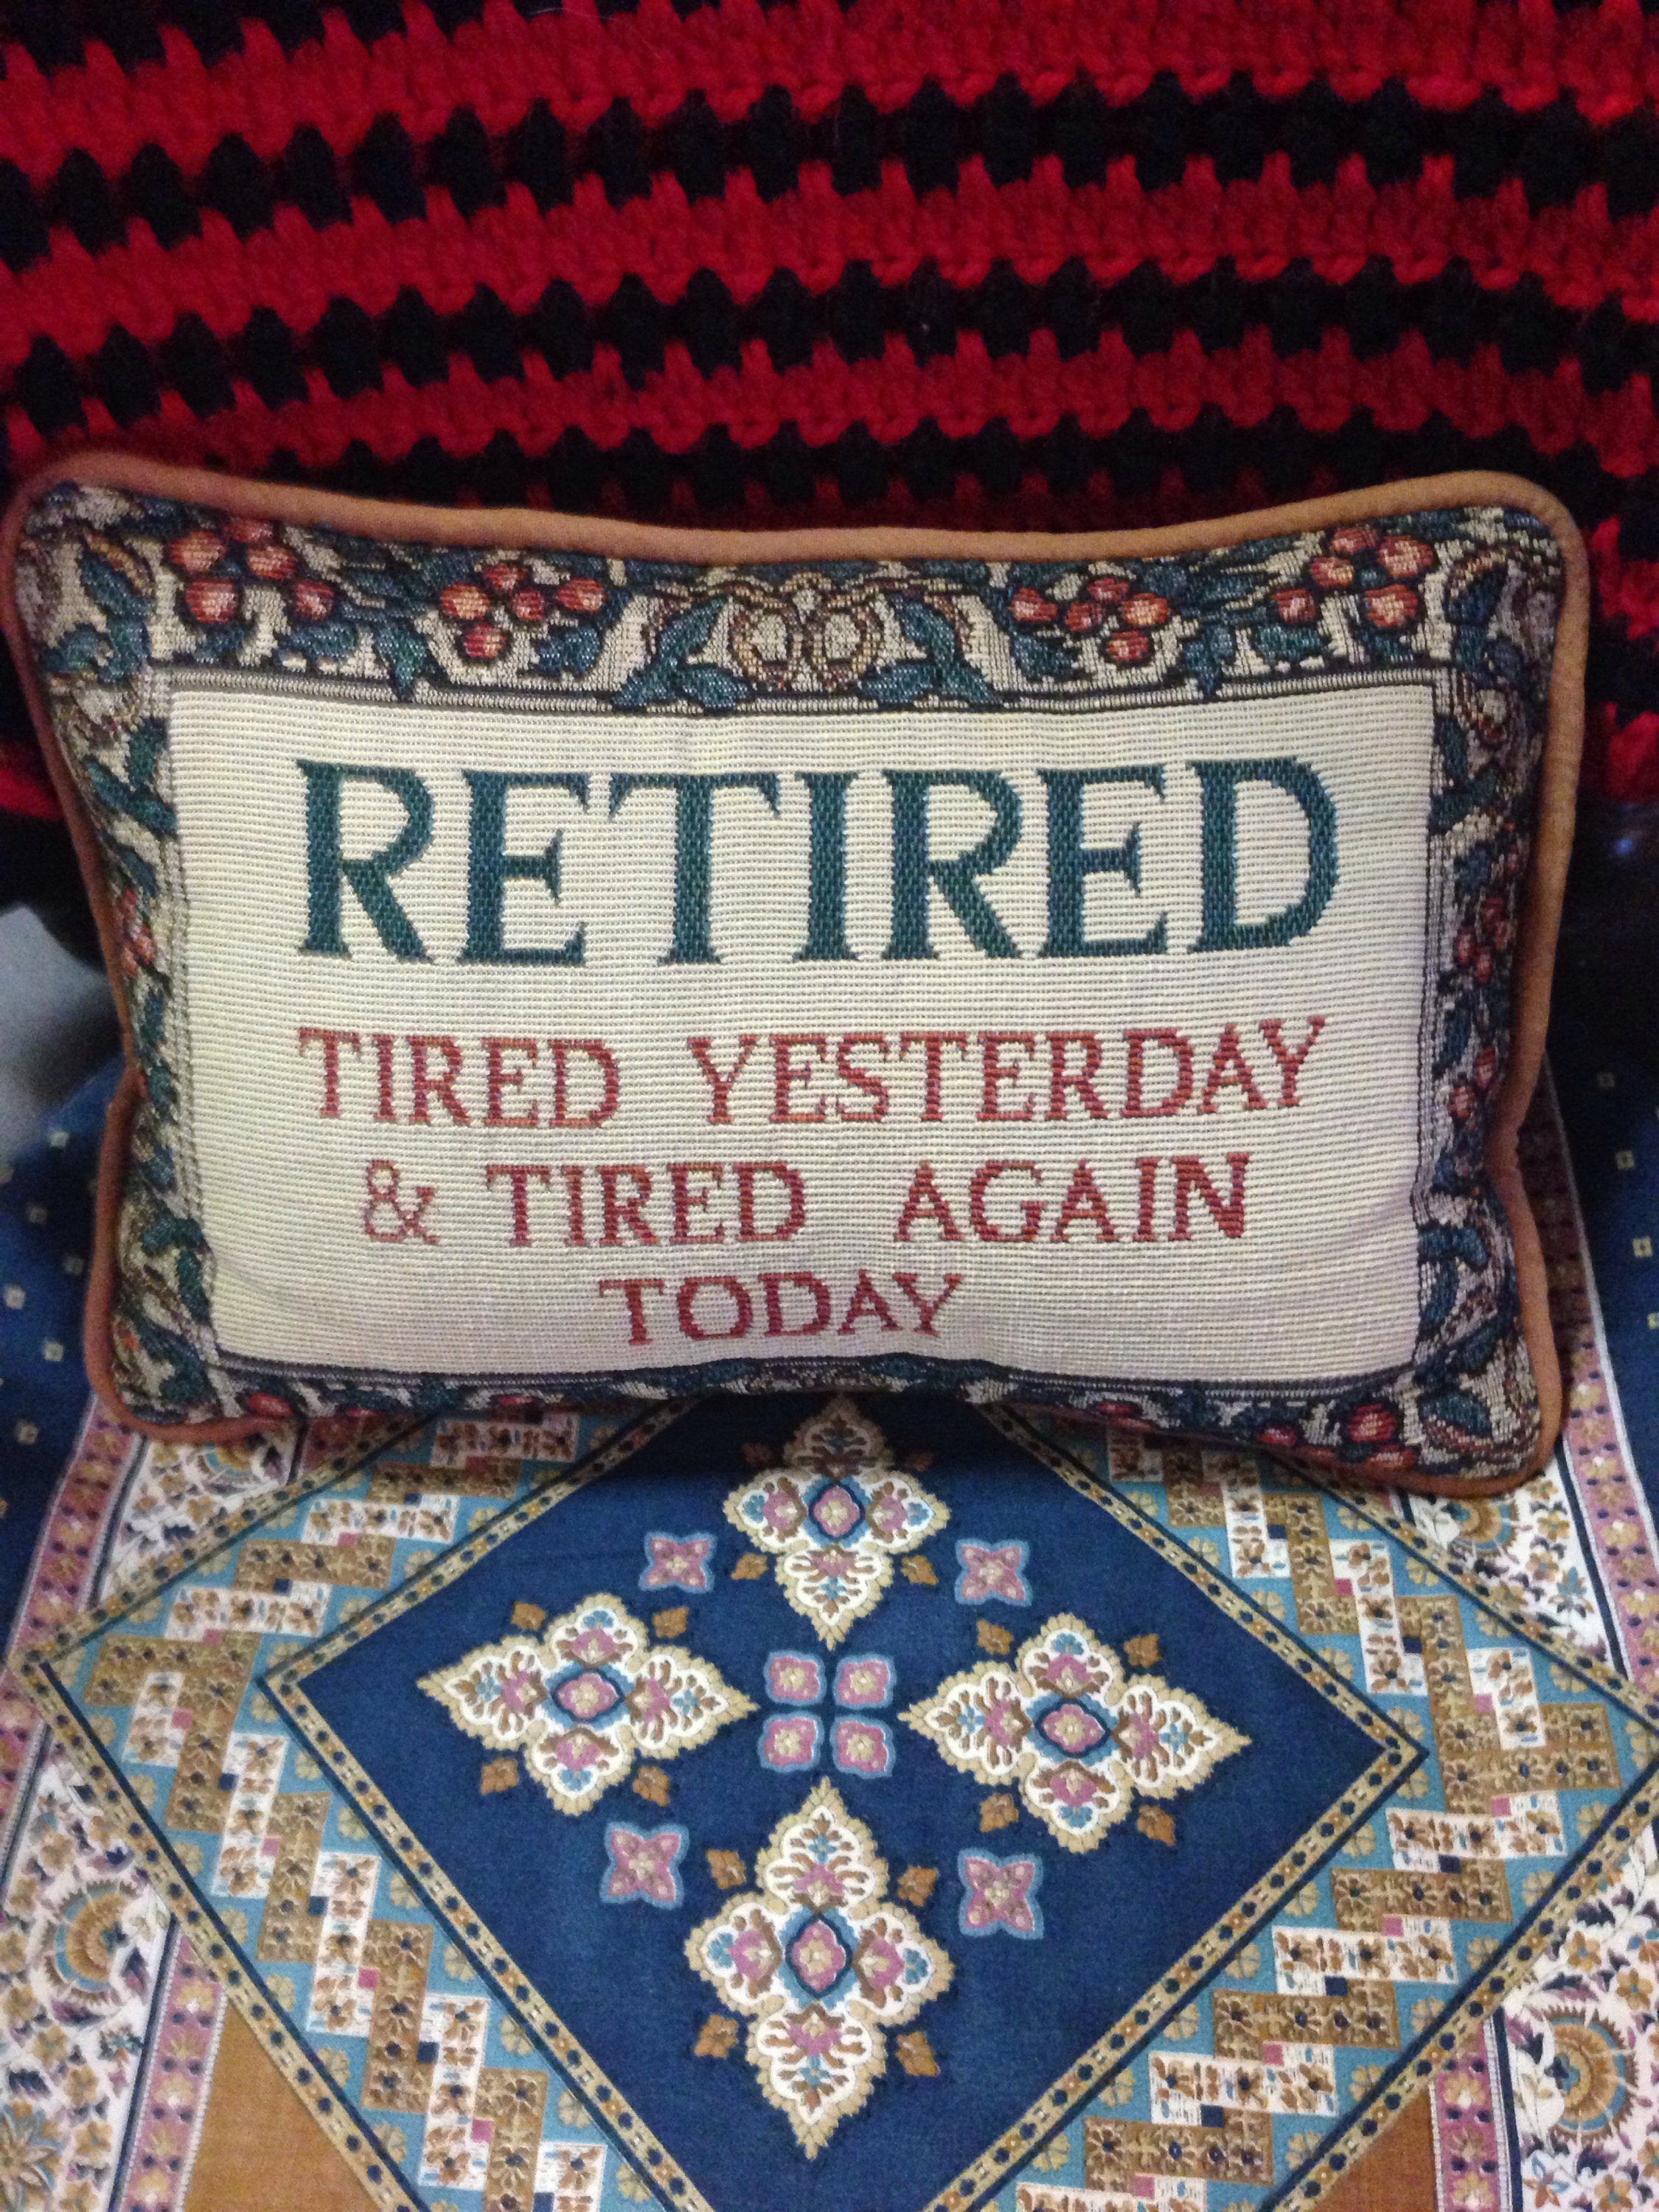 RETIRED
TIRED YESTERDAY
& TIRED AGAIN
TODAY